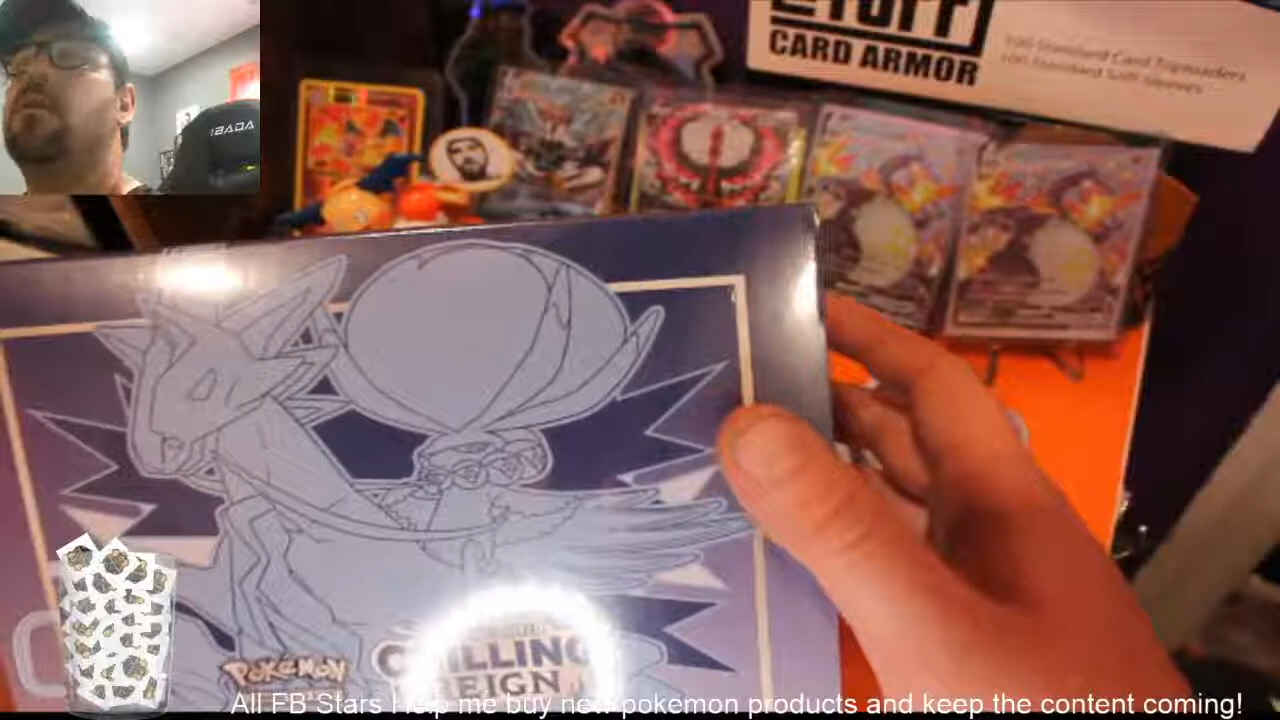 CARD ARMOR
100 Standard Card Toploaders
100 Standard Soft Sleeves
IBADA
POKÉMON
CHILLING
REIGN
All FB Stars Help me buy new pokemon products and keep the content coming!